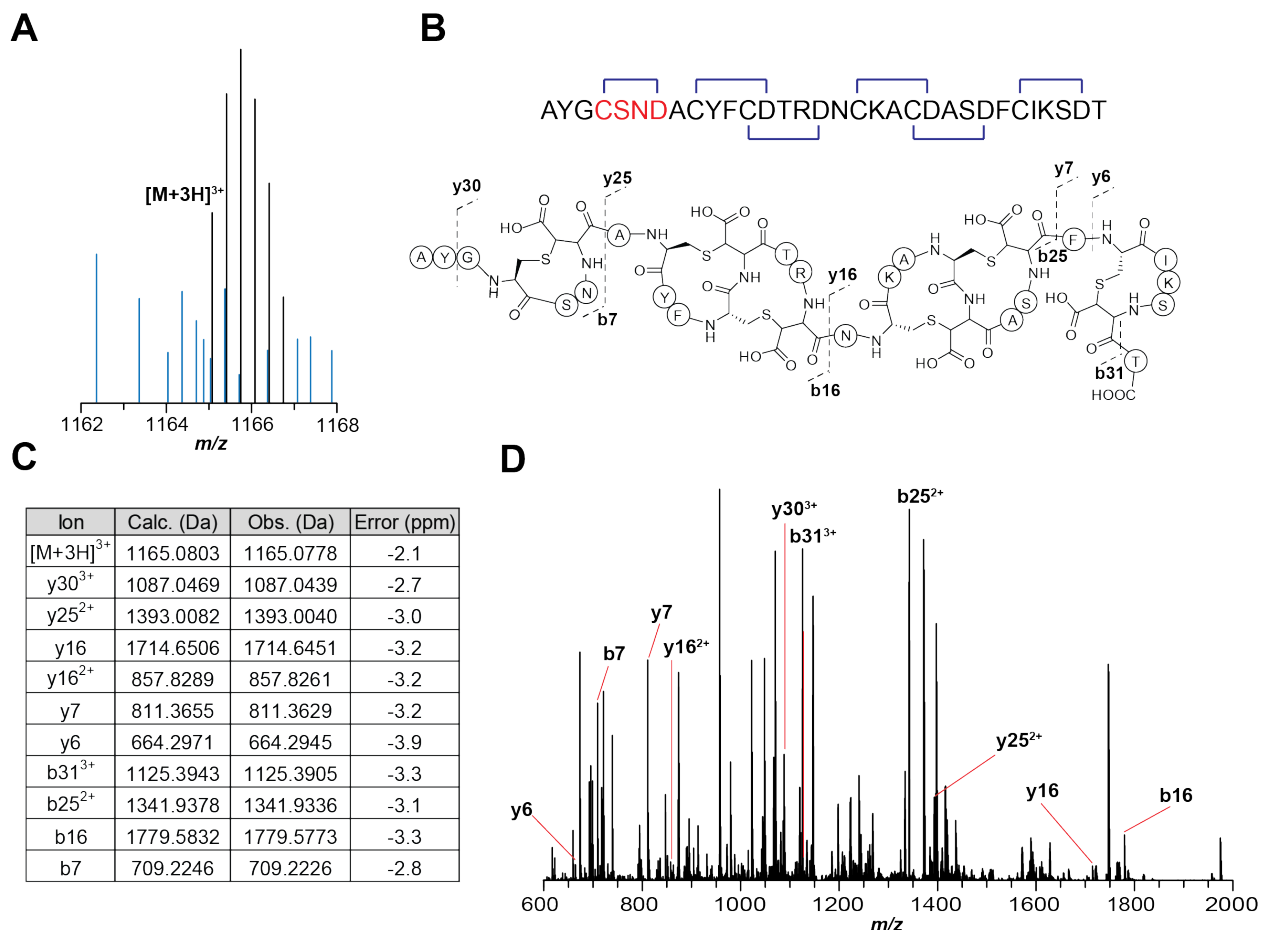 A
[M+3H]3+
1162 1164 1166 1168
m/z
B
AYGCSNDACYFCDTRDNCKACDASDFCIKSDT
y30
y25
y7
y6
y16
b7
b16
b25
b31
HO
O
O
A
Y
G
N
H
S
NH
O
S
N
A
NH
HO
O
O
S
O
T
NH
R
O
Y
F
N
H
O
S
NH
HO
O
O
N
N
H
O
K
A
H
N
S
O
HO
O
O
NH
S
A
O
S
N
H
HO
O
O
F
H
N
O
I
K
S
S
N
H
HO
O
O
T
HOOC
C
Ion Calc. (Da) Obs. (Da) Error (ppm)
[M+3H]3+ 1165.0803 1165.0778 -2.1
y303+ 1087.0469 1087.0439 -2.7
y252+ 1393.0082 1393.0040 -3.0
y16 1714.6506 1714.6451 -3.2
y162+ 857.8289 857.8261 -3.2
y7 811.3655 811.3629 -3.2
y6 664.2971 664.2945 -3.9
b313+ 1125.3943 1125.3905 -3.3
b252+ 1341.9378 1341.9336 -3.1
b16 1779.5832 1779.5773 -3.3
b7 709.2246 709.2226 -2.8
D
y6
b7
y7
y162+
y303+
b313+
b252+
y252+
y16
b16
600 800 1000 1200 1400 1600 1800 2000
m/z